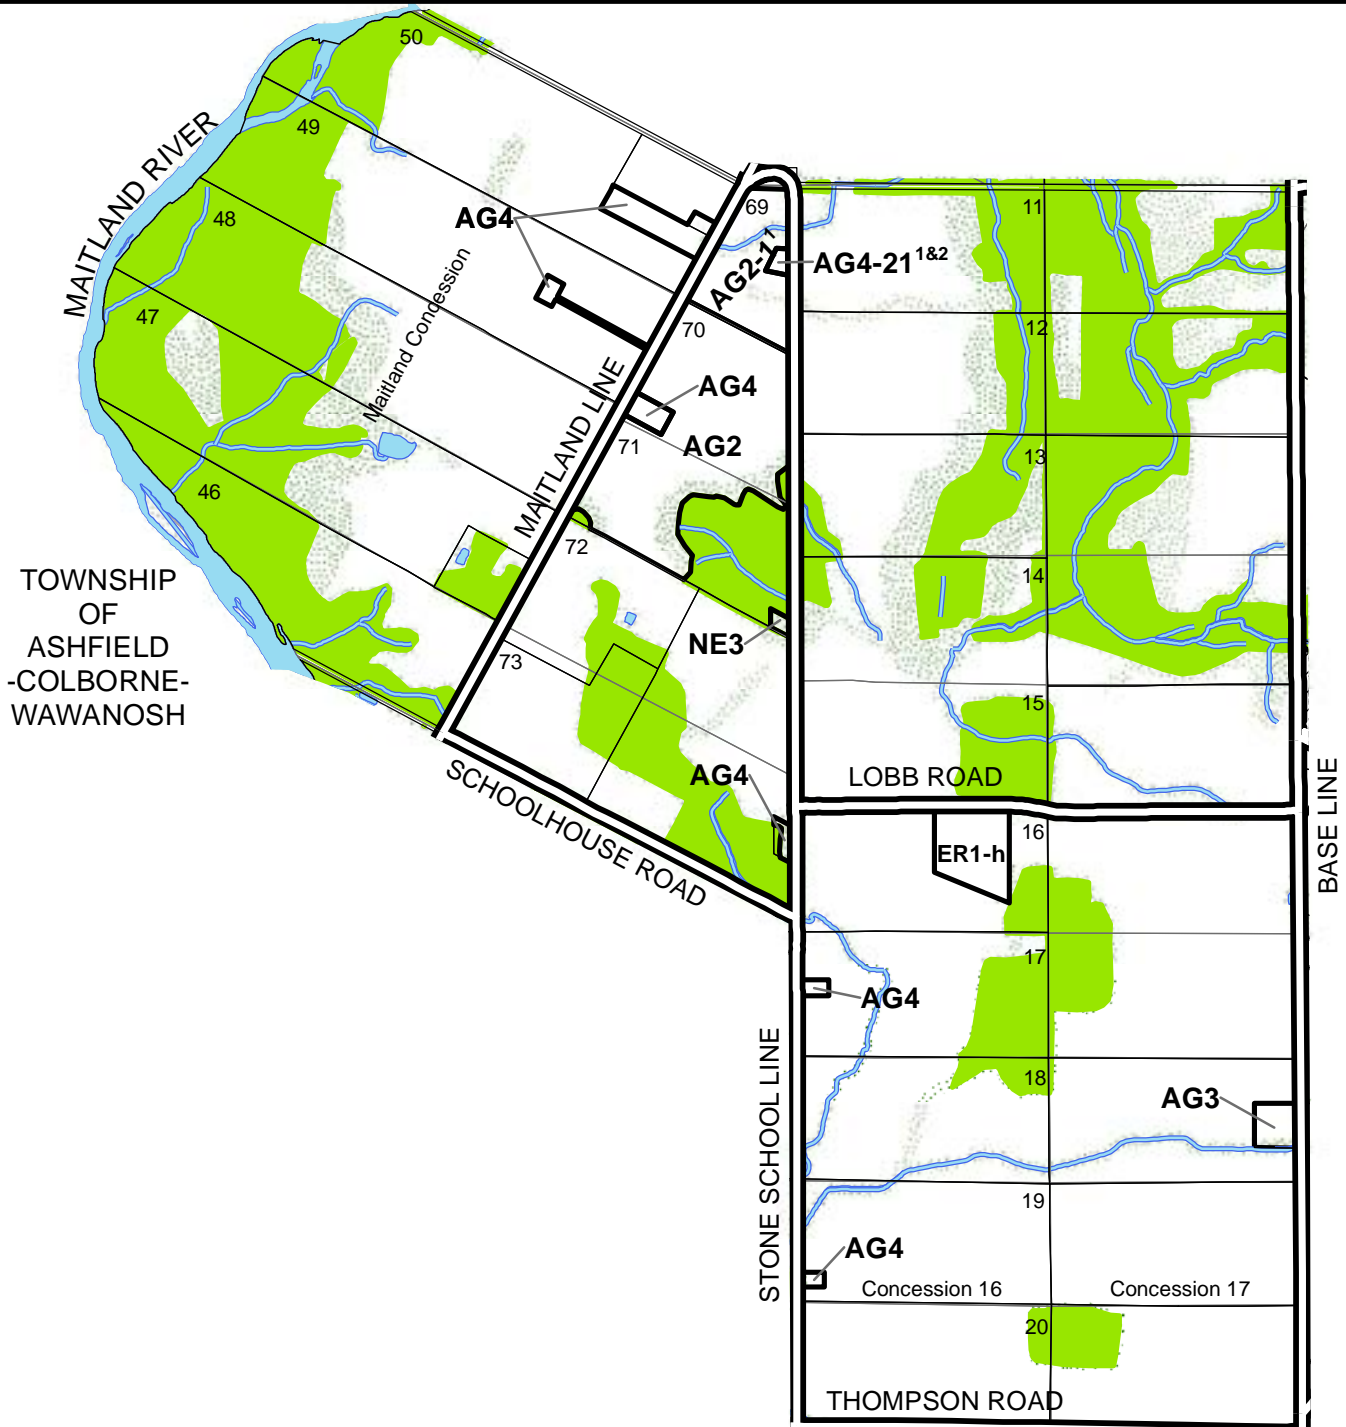 50
49
MAITLAND RIVER
48
47
46
Maitland Concession
AG4
69
AG2-1¹
AG4-21¹&²
70
AG4
71
AG2
MAITLAND LINE
72
NE3
73
AG4
11
12
13
14
15
TOWNSHIP
OF
ASHFIELD
-COLBORNE-
WAWANOSH
SCHOOLHOUSE ROAD
LOBB ROAD
BASE LINE
16
ER1-h
17
AG4
18
AG3
STONE SCHOOL LINE
19
AG4
Concession 16
Concession 17
20
THOMPSON ROAD